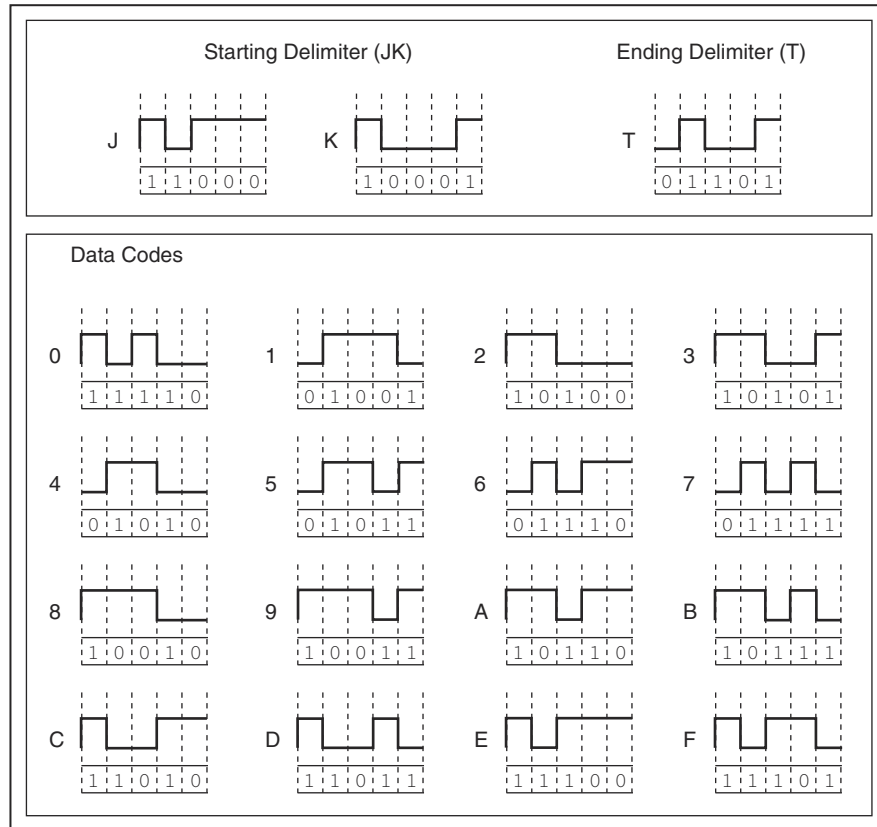 Starting Delimiter (JK) Ending Delimiter (T)
J K T
1 1 0 0 0 1 0 0 0 1 0 1 1 0 1
Data Codes
0 1 2 3
1 1 1 1 0 0 1 0 0 1 1 0 1 0 0 1 0 1 0 1
4 5 6 7
0 1 0 1 0 0 1 0 1 1 0 1 1 1 0 0 1 1 1 1
8 9 A B
1 0 0 1 0 1 0 0 1 1 1 0 1 1 0 1 0 1 1 1
C D E F
1 1 0 1 0 1 1 0 1 1 1 1 1 0 0 1 1 1 0 1